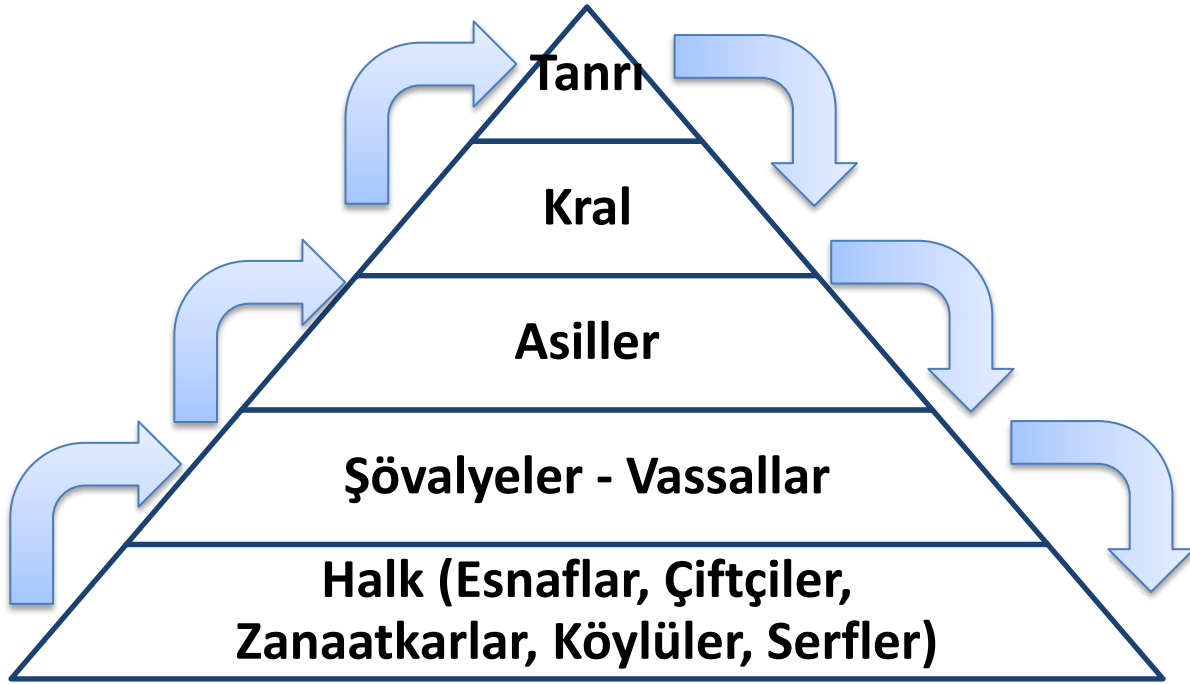 Tanrı
Kral
Asiller
Şövalyeler - Vassallar
Halk (Esnaflar, Çiftçiler,
Zanaatkarlar, Köylüler, Serfler)